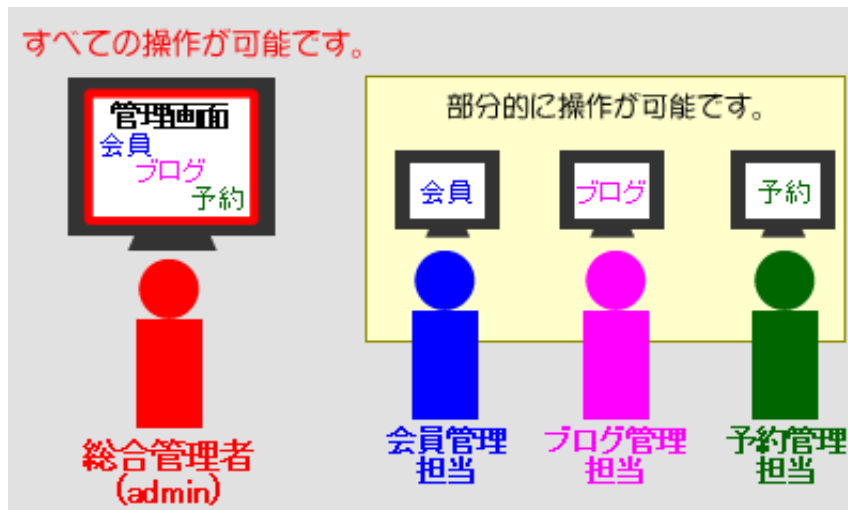 すべての操作が可能です。
管理画面
会員
ブログ
予約
総合管理者
(admin)
部分的に操作が可能です。
会員
ブログ
予約
会員管理
担当
ブログ管理
担当
予約管理
担当